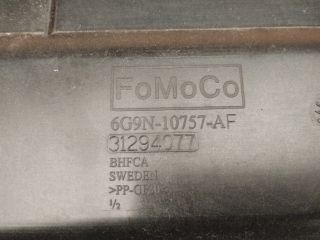 FoMoCo
6G9N-10757-AF
31294077
BHFCA
SWEDEN
½